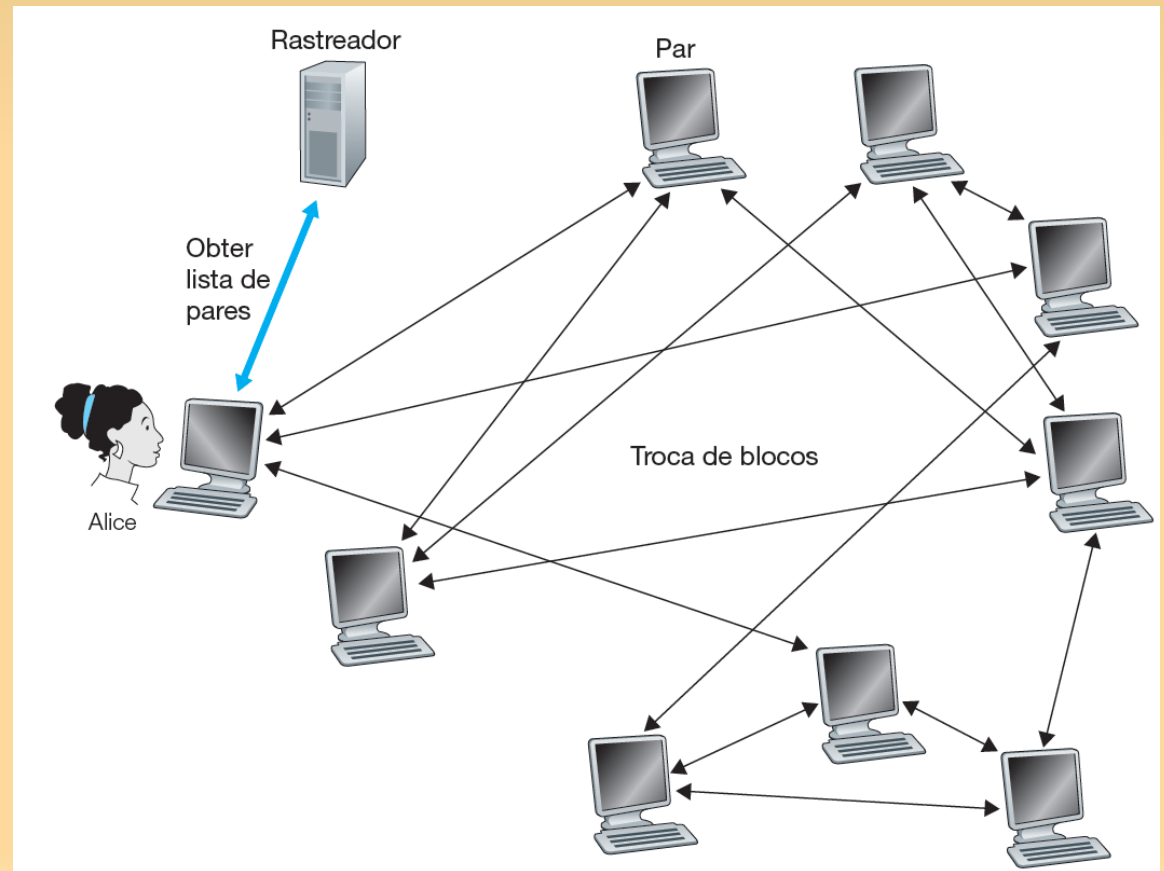 Rastreador
Par
Obter
lista de
pares
Troca de blocos
Alice